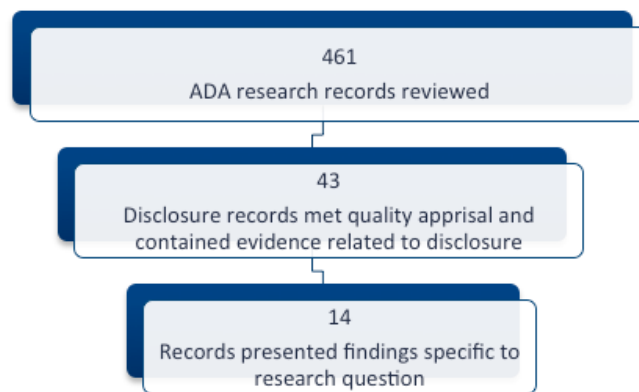 461
ADA research records reviewed
43
Disclosure records met quality apprisal and
contained evidence related to disclosure
14
Records presented findings specific to
research question